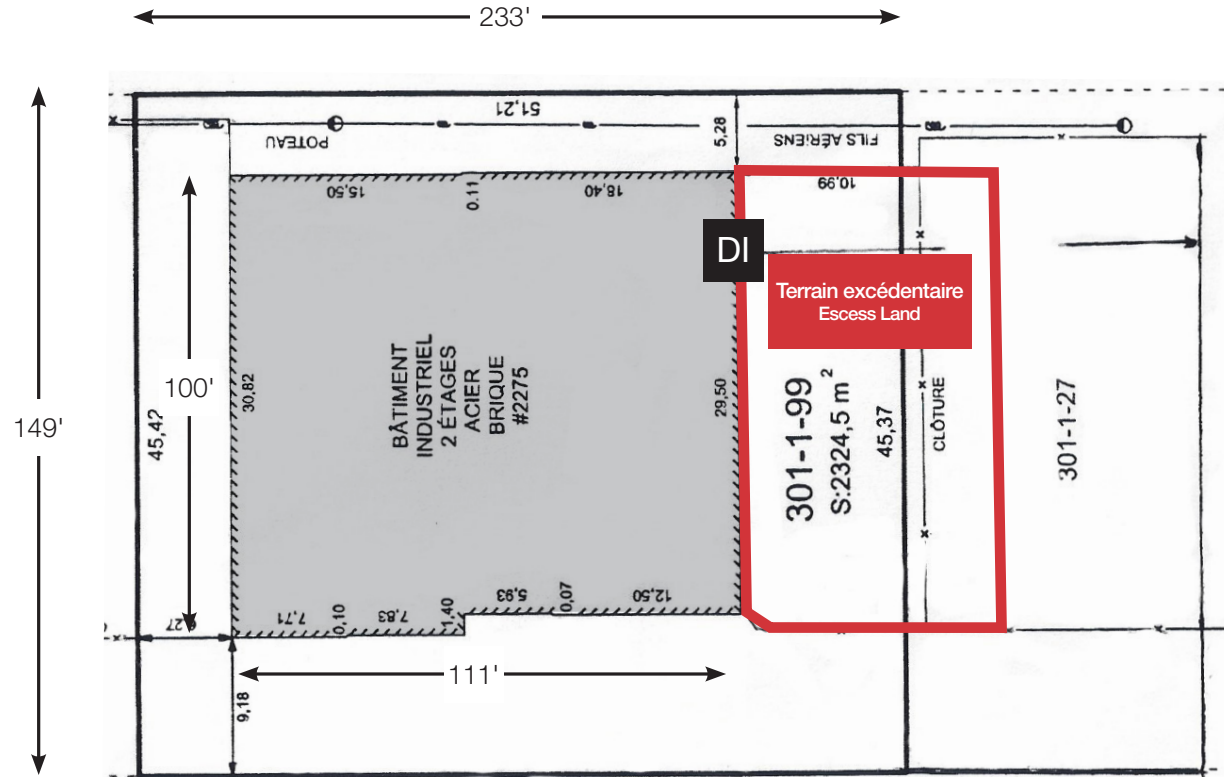 233'
51,21
POTEAU
5,28
FILS AÉRIENS
15,50
0.11
18,40
10,99
DI
Terrain excédentaire
Escess Land
149'
45,42
100'
30,82
BÂTIMENT
INDUSTRIEL
2 ÉTAGES
ACIER
BRIQUE
#2275
29,50
301-1-99
S:2324,5 m²
45,37
CLÔTURE
301-1-27
7,71
0,10
7,83
1,40
5,93
0,07
12,50
111'
9,18